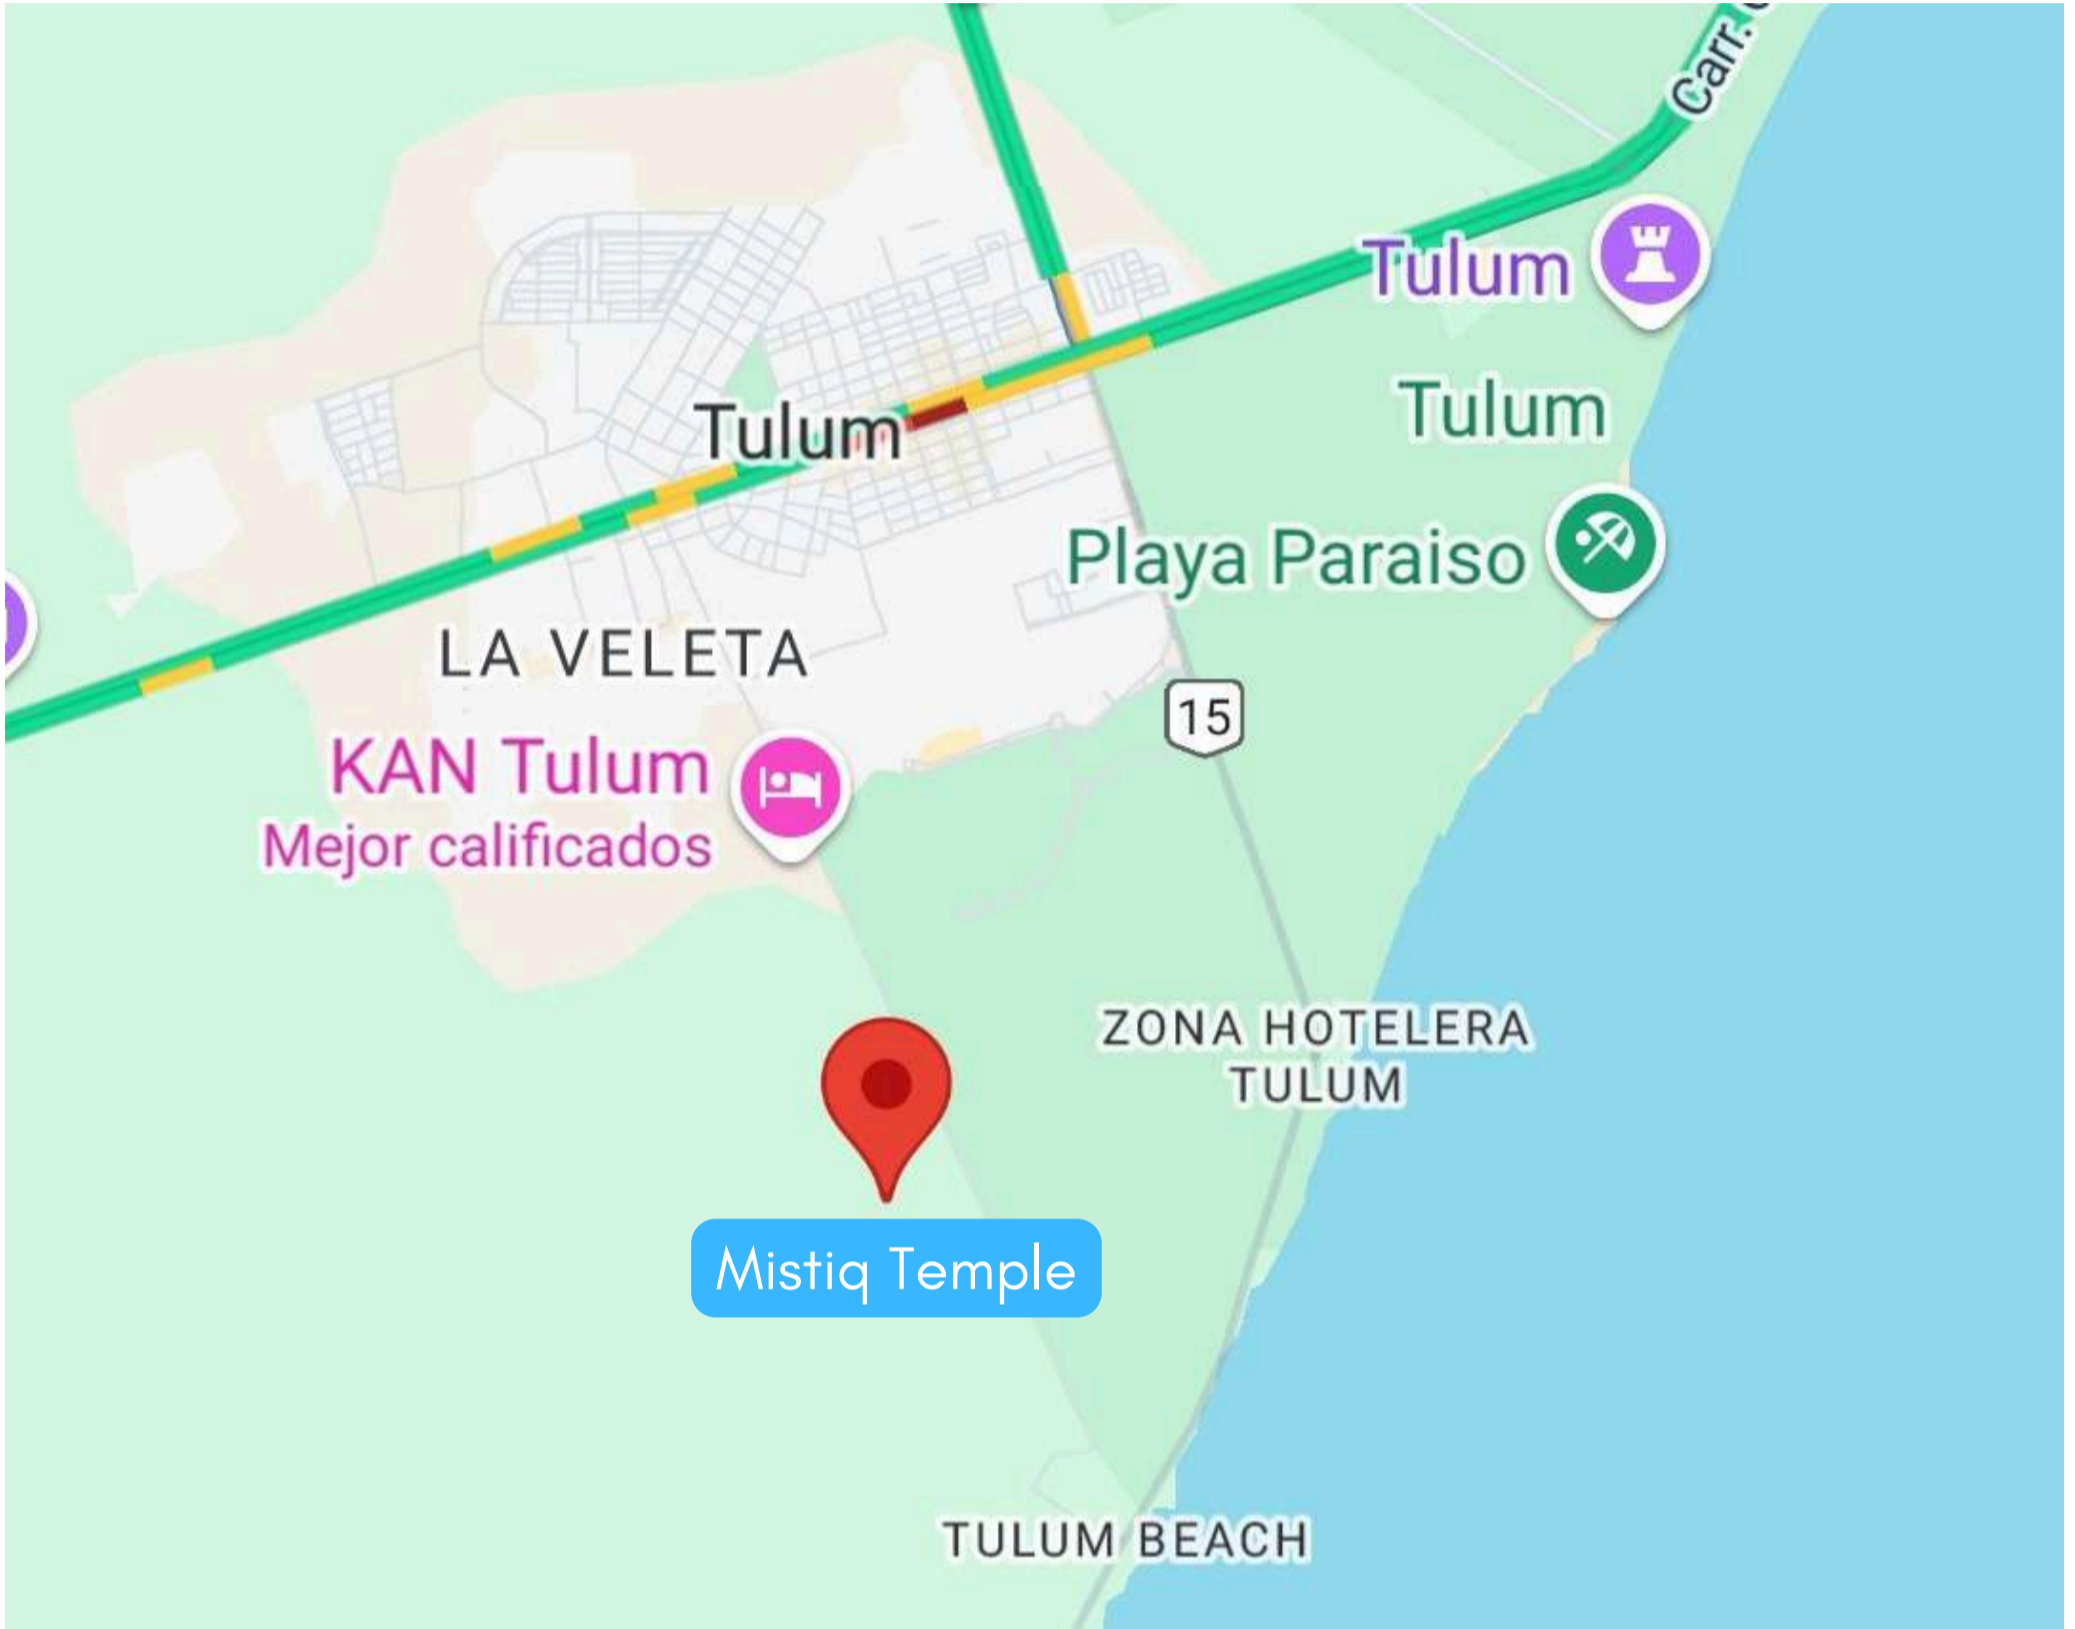 Carr.
Tulum
Tulum
Tulum
Playa Paraiso
LA VELETA
15
KAN Tulum
Mejor calificados
ZONA HOTELERA
TULUM
Mistiq Temple
TULUM BEACH